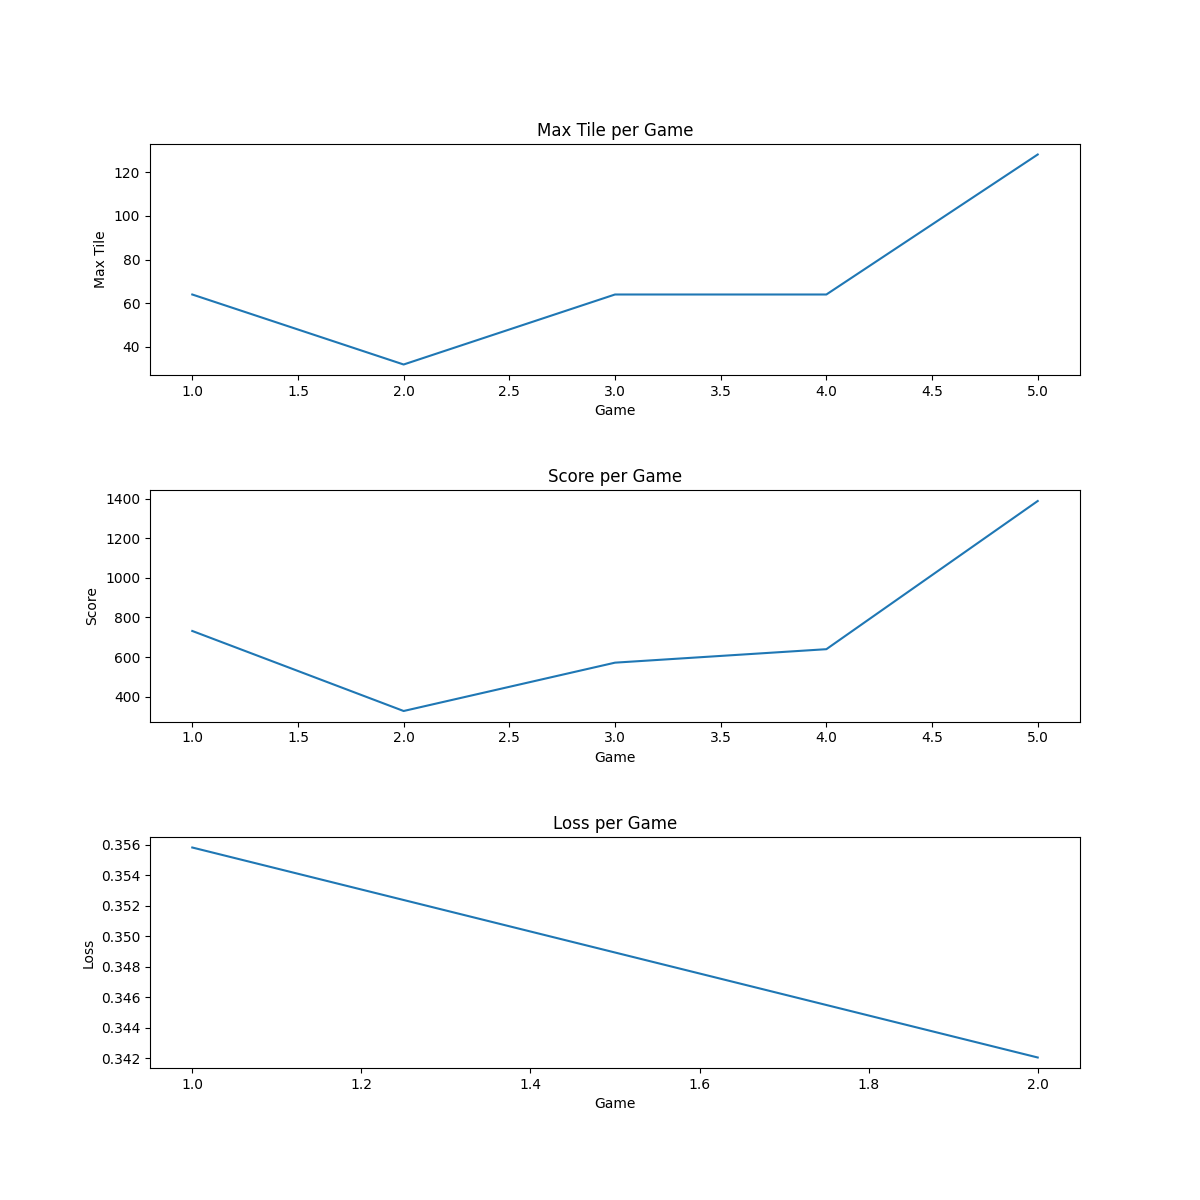 Max Tile per Game
120
100
80
60
40
Max Tile
1.0 1.5 2.0 2.5 3.0 3.5 4.0 4.5 5.0
Game
Score per Game
1400
1200
1000
800
600
400
Score
1.0 1.5 2.0 2.5 3.0 3.5 4.0 4.5 5.0
Game
Loss per Game
0.356
0.354
0.352
0.350
0.348
0.346
0.344
0.342
Loss
1.0 1.2 1.4 1.6 1.8 2.0
Game